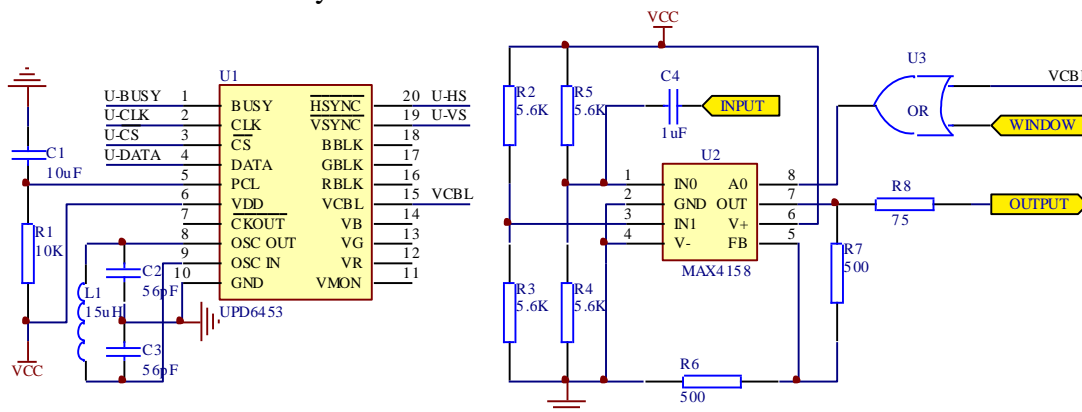 VCC
U1
U3
U-BUSY 1 BUSY HSYNC 20 U-HS
U-CLK 2 CLK VSYNC 19 U-VS
U-CS 3 CS BBLK 18
U-DATA 4 DATA GBLK 17
5 PCL RBLK 16
6 VDD VCBL 15 VCBL
7 CKOUT VB 14
8 OSC OUT VG 13
9 OSC IN VR 12
10 GND VMON 11
UPD6453
C1
10uF
R1
10K
VCC
L1
15uH
C2
56pF
C3
56pF
R2
5.6K
R5
5.6K
C4
1uF
INPUT
OR
WINDOW
U2
1 IN0 A0 8
2 GND OUT 7
3 IN1 V+ 6
4 V- FB 5
MAX4158
R8
75
OUTPUT
R7
500
R3
5.6K
R4
5.6K
R6
500